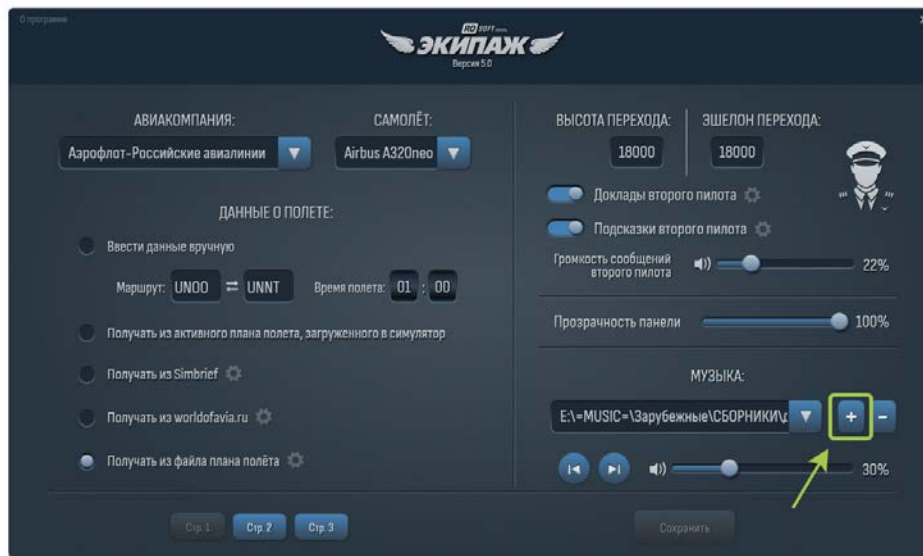 О программе
RD SOFT
ЭКИПАЖ
Версия 5.0
АВИАКОМПАНИЯ:
САМОЛЁТ:
Аэрофлот-Российские авиалинии
Airbus A320neo
ДАННЫЕ О ПОЛЕТЕ:
Ввести данные вручную
Маршрут: UNOO ⇄ UNNT Время полета: 01 : 00
Получать из активного плана полета, загруженного в симулятор
Получать из Simbrief
Получать из worldofavia.ru
Получать из файла плана полёта
Стр. 1 Стр. 2 Стр. 3
ВЫСОТА ПЕРЕХОДА:
ЭШЕЛОН ПЕРЕХОДА:
18000
18000
Доклады второго пилота
Подсказки второго пилота
Громкость сообщений
второго пилота
22%
Прозрачность панели 100%
МУЗЫКА:
E:\=MUSIC=\Зарубежные\СБОРНИКИ\
+ −
30%
Сохранить